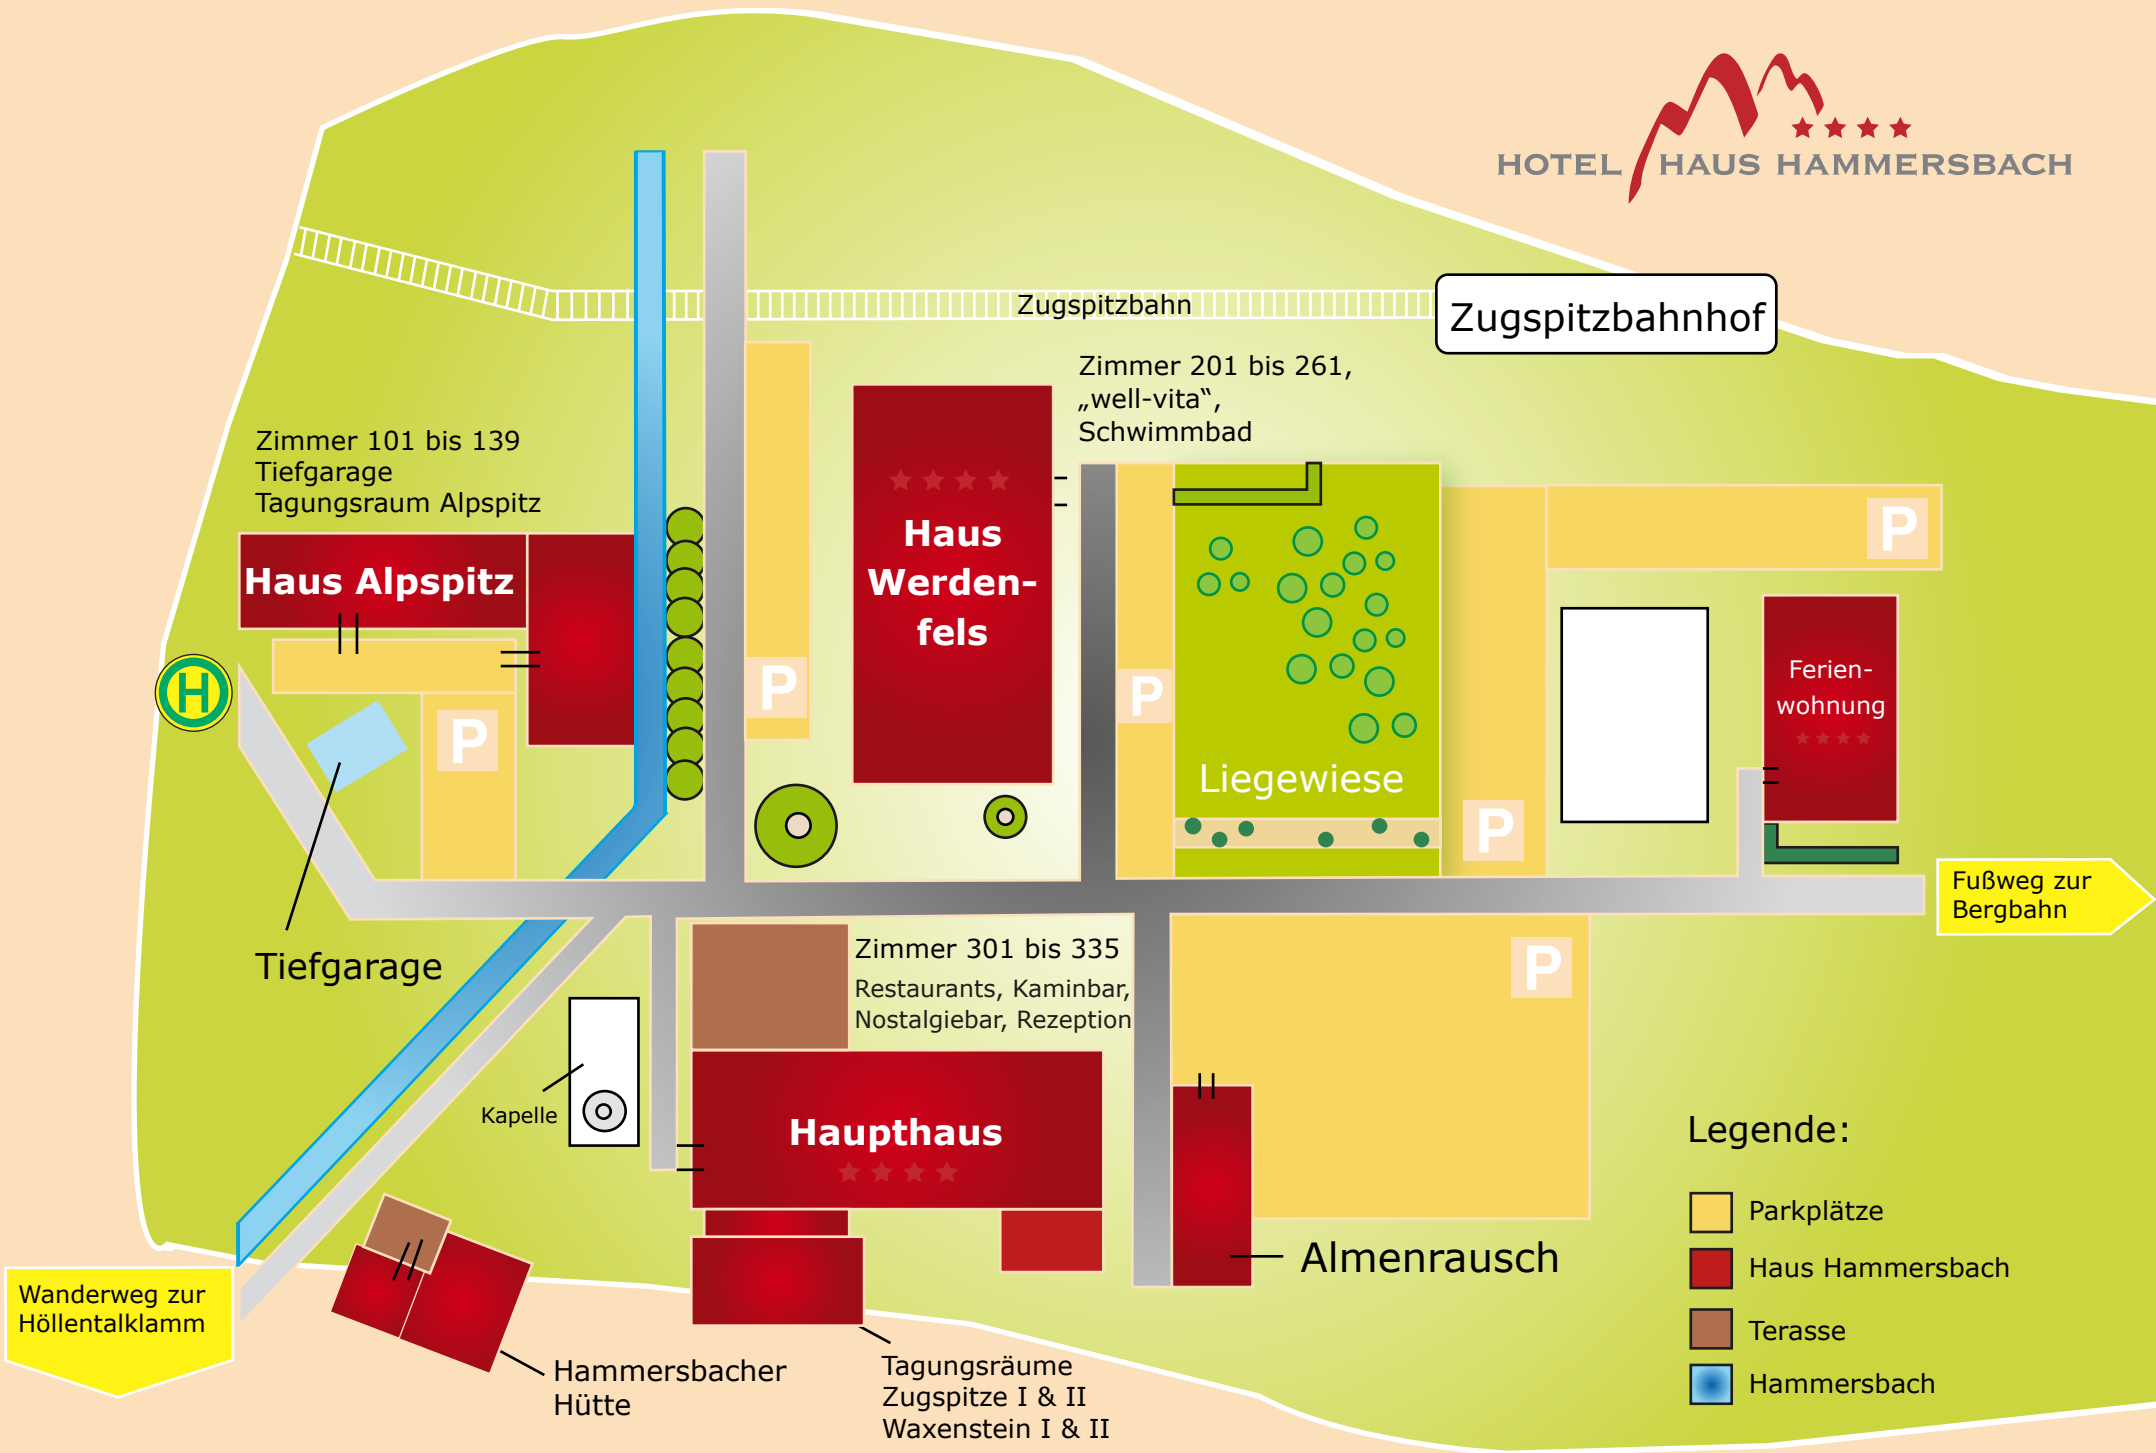 HOTEL HAUS HAMMERSBACH
Zugspitzbahn
Zugspitzbahnhof
Zimmer 201 bis 261,
„well-vita“,
Schwimmbad
Zimmer 101 bis 139
Tiefgarage
Tagungsraum Alpspitz
Haus Alpspitz
Haus
Werden-
fels
P
P
P
P
P
H
Ferien-
wohnung
Liegewiese
Fußweg zur
Bergbahn
Tiefgarage
Zimmer 301 bis 335
Restaurants, Kaminbar,
Nostalgiebar, Rezeption
P
Kapelle
Haupthaus
Almenrausch
Legende:
Parkplätze
Haus Hammersbach
Terasse
Hammersbach
Wanderweg zur
Höllentalklamm
Hammersbacher
Hütte
Tagungsräume
Zugspitze I & II
Waxenstein I & II